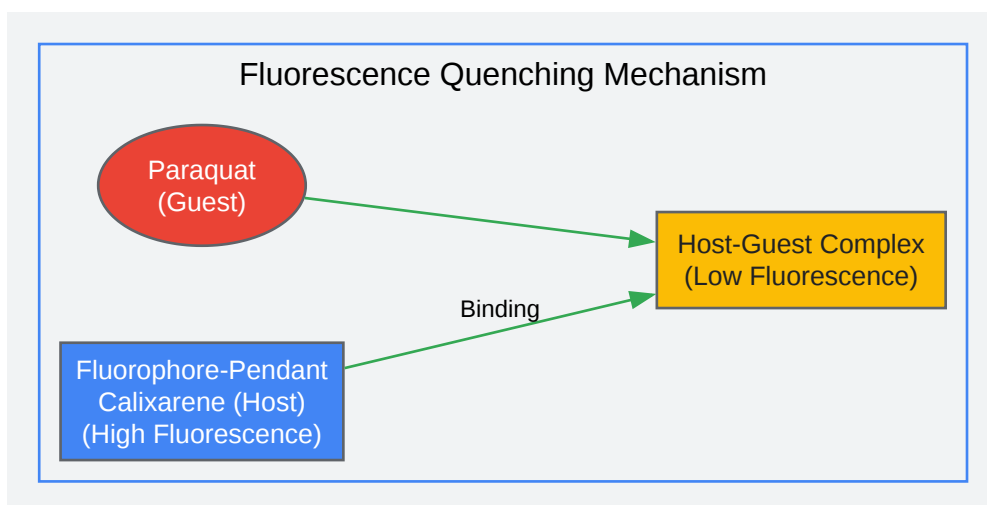 Fluorescence Quenching Mechanism
Paraquat
(Guest)
Host-Guest Complex
(Low Fluorescence)
Binding
Fluorophore-Pendant
Calixarene (Host)
(High Fluorescence)